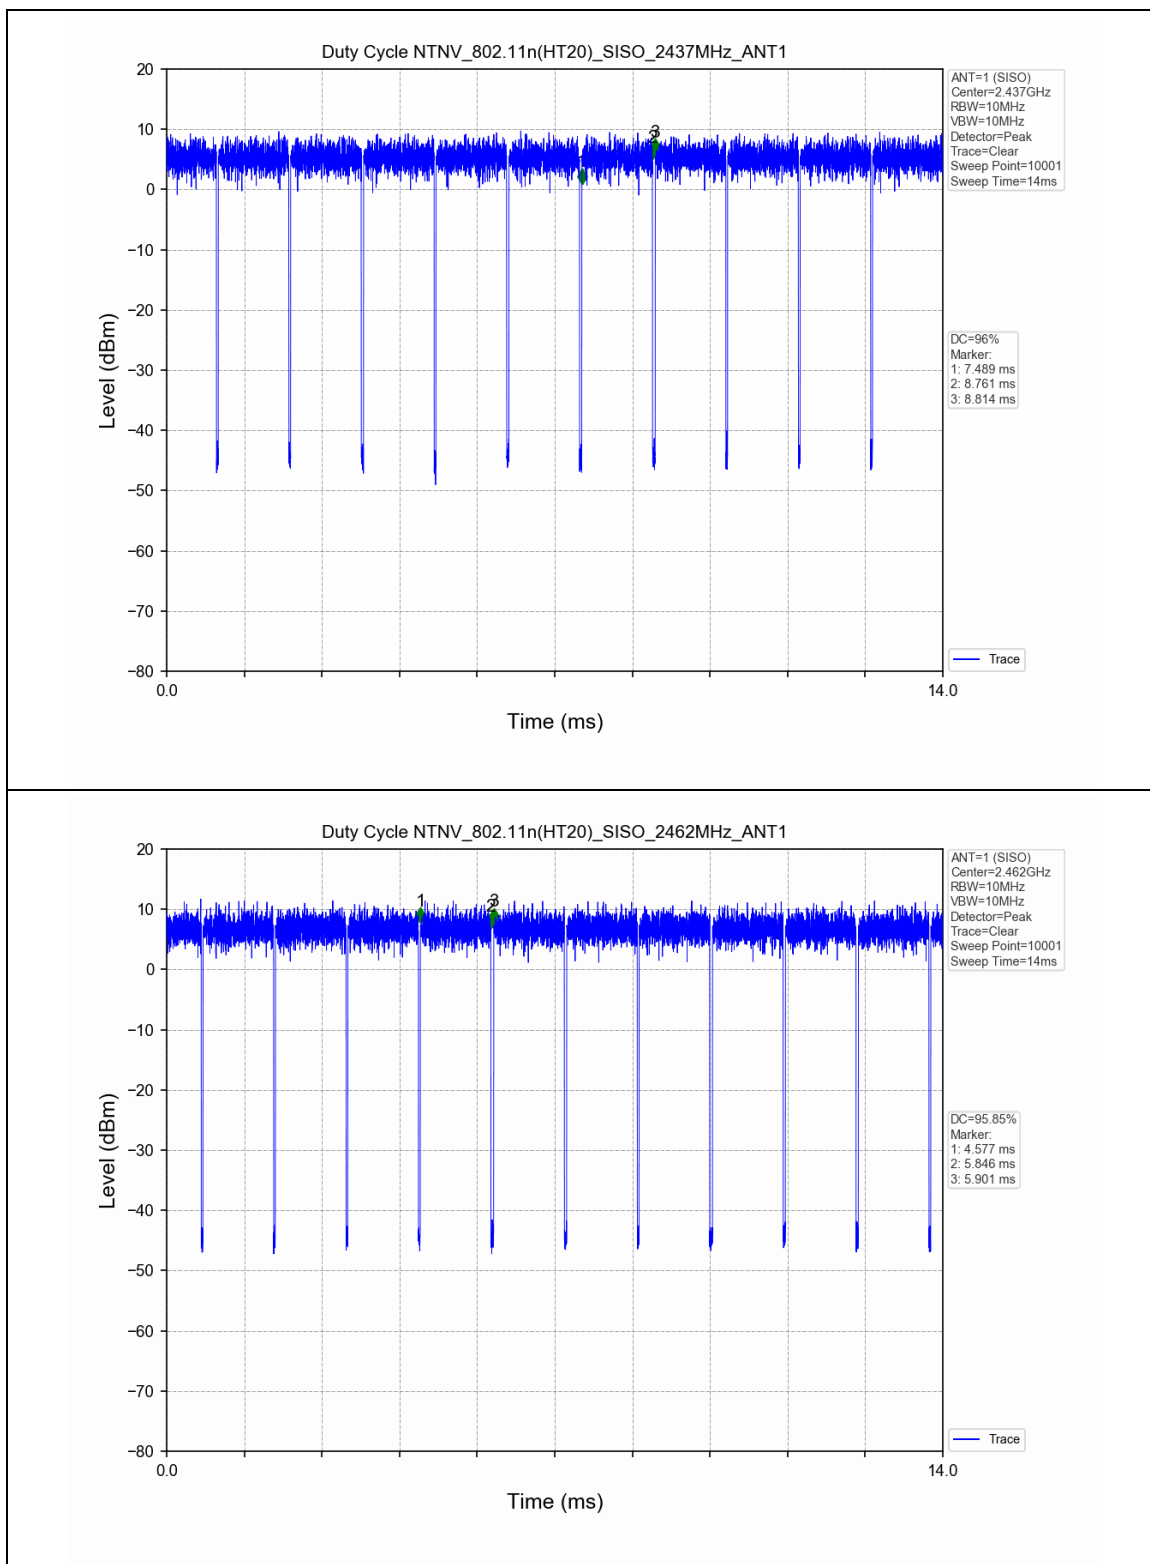 Duty Cycle NTNV_802.11n(HT20)_SISO_2437MHz_ANT1
20
10
0
−10
−20
−30
−40
−50
−60
−70
−80
Level (dBm)
0.0
14.0
Time (ms)
2
3
ANT=1 (SISO)
Center=2.437GHz
RBW=10MHz
VBW=10MHz
Detector=Peak
Trace=Clear
Sweep Point=10001
Sweep Time=14ms
DC=96%
Marker:
1: 7.489 ms
2: 8.761 ms
3: 8.814 ms
Trace
Duty Cycle NTNV_802.11n(HT20)_SISO_2462MHz_ANT1
20
10
0
−10
−20
−30
−40
−50
−60
−70
−80
Level (dBm)
0.0
14.0
Time (ms)
1
2
3
ANT=1 (SISO)
Center=2.462GHz
RBW=10MHz
VBW=10MHz
Detector=Peak
Trace=Clear
Sweep Point=10001
Sweep Time=14ms
DC=95.85%
Marker:
1: 4.577 ms
2: 5.846 ms
3: 5.901 ms
Trace